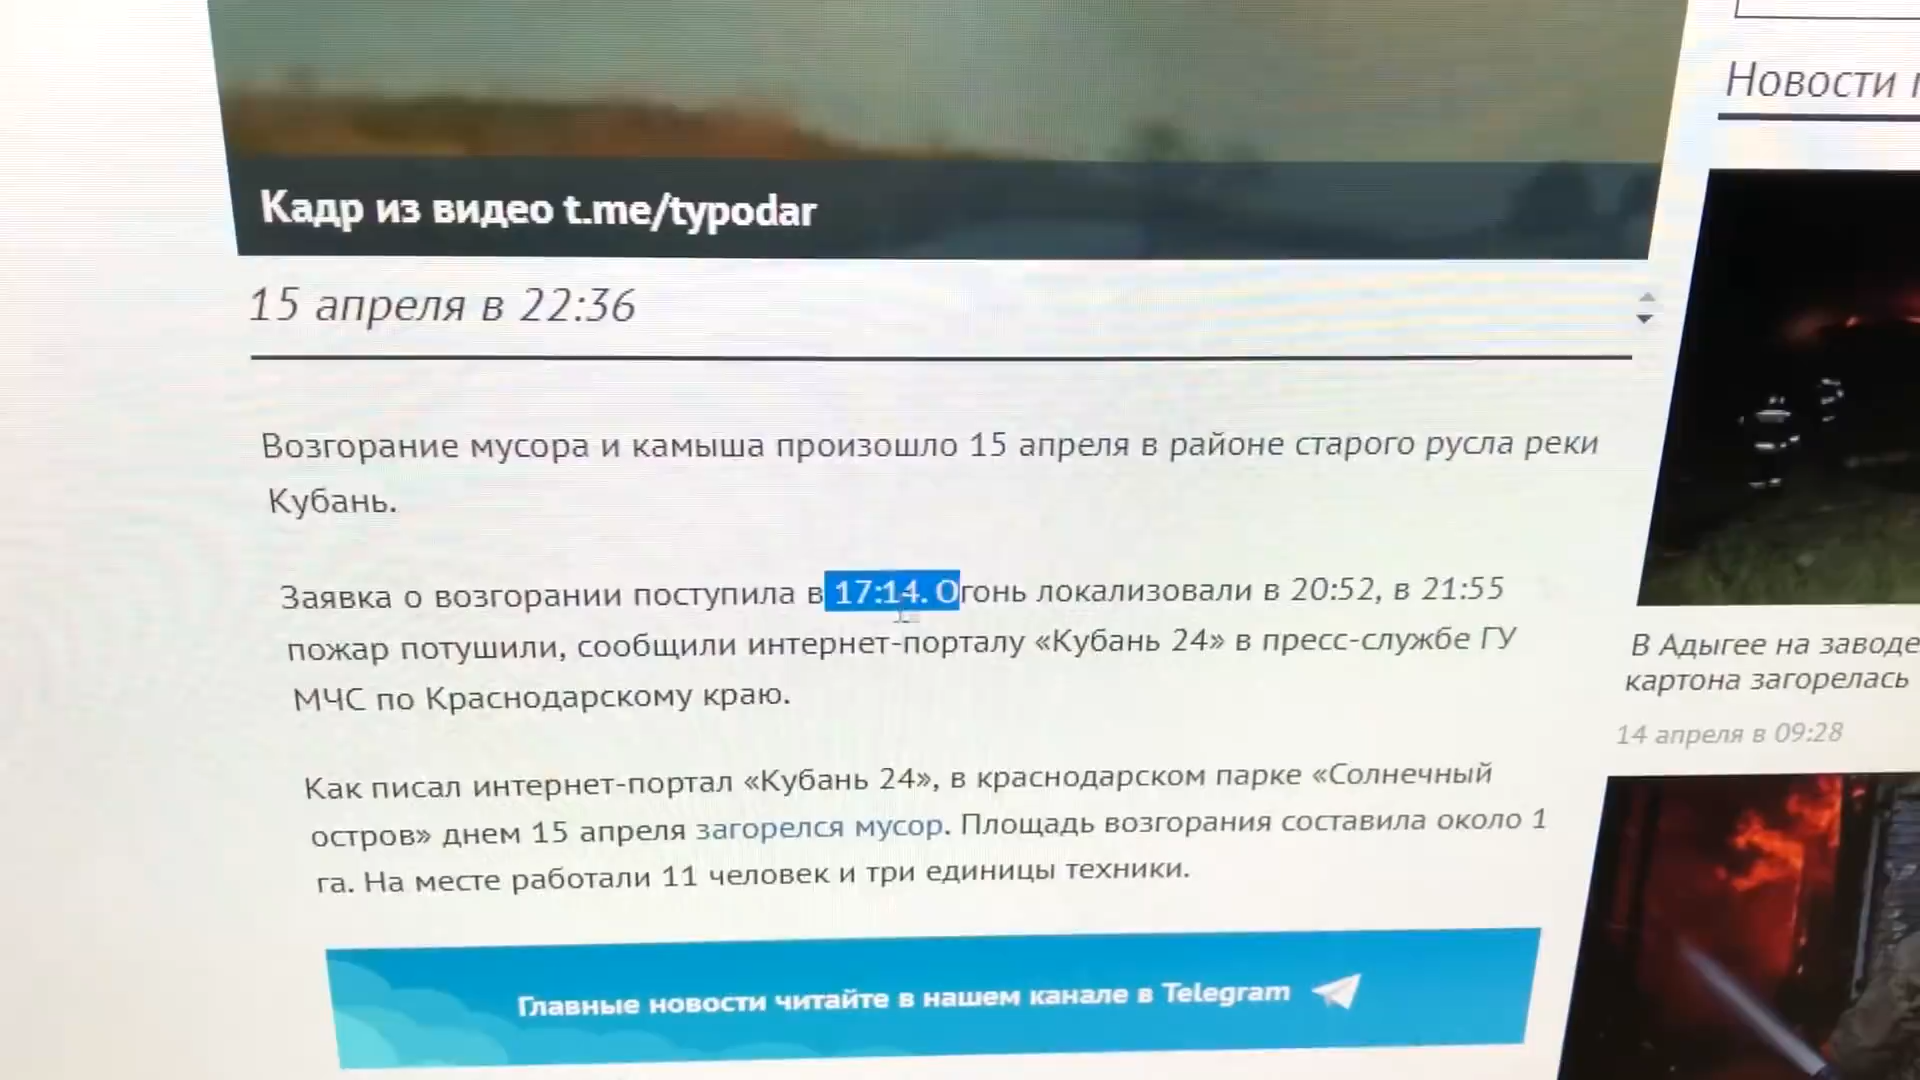 Кадр из видео t.me/typodar
15 апреля в 22:36
Возгорание мусора и камыша произошло 15 апреля в районе старого русла реки
Кубань.
Заявка о возгорании поступила в 17:14. Огонь локализовали в 20:52, в 21:55
пожар потушили, сообщили интернет-порталу «Кубань 24» в пресс-службе ГУ
МЧС по Краснодарскому краю.
Как писал интернет-портал «Кубань 24», в краснодарском парке «Солнечный
остров» днем 15 апреля загорелся мусор. Площадь возгорания составила около 1
га. На месте работали 11 человек и три единицы техники.
Главные новости читайте в нашем канале в Telegram
Новости
В Адыгее на заводе
картона загорелась
14 апреля в 09:28